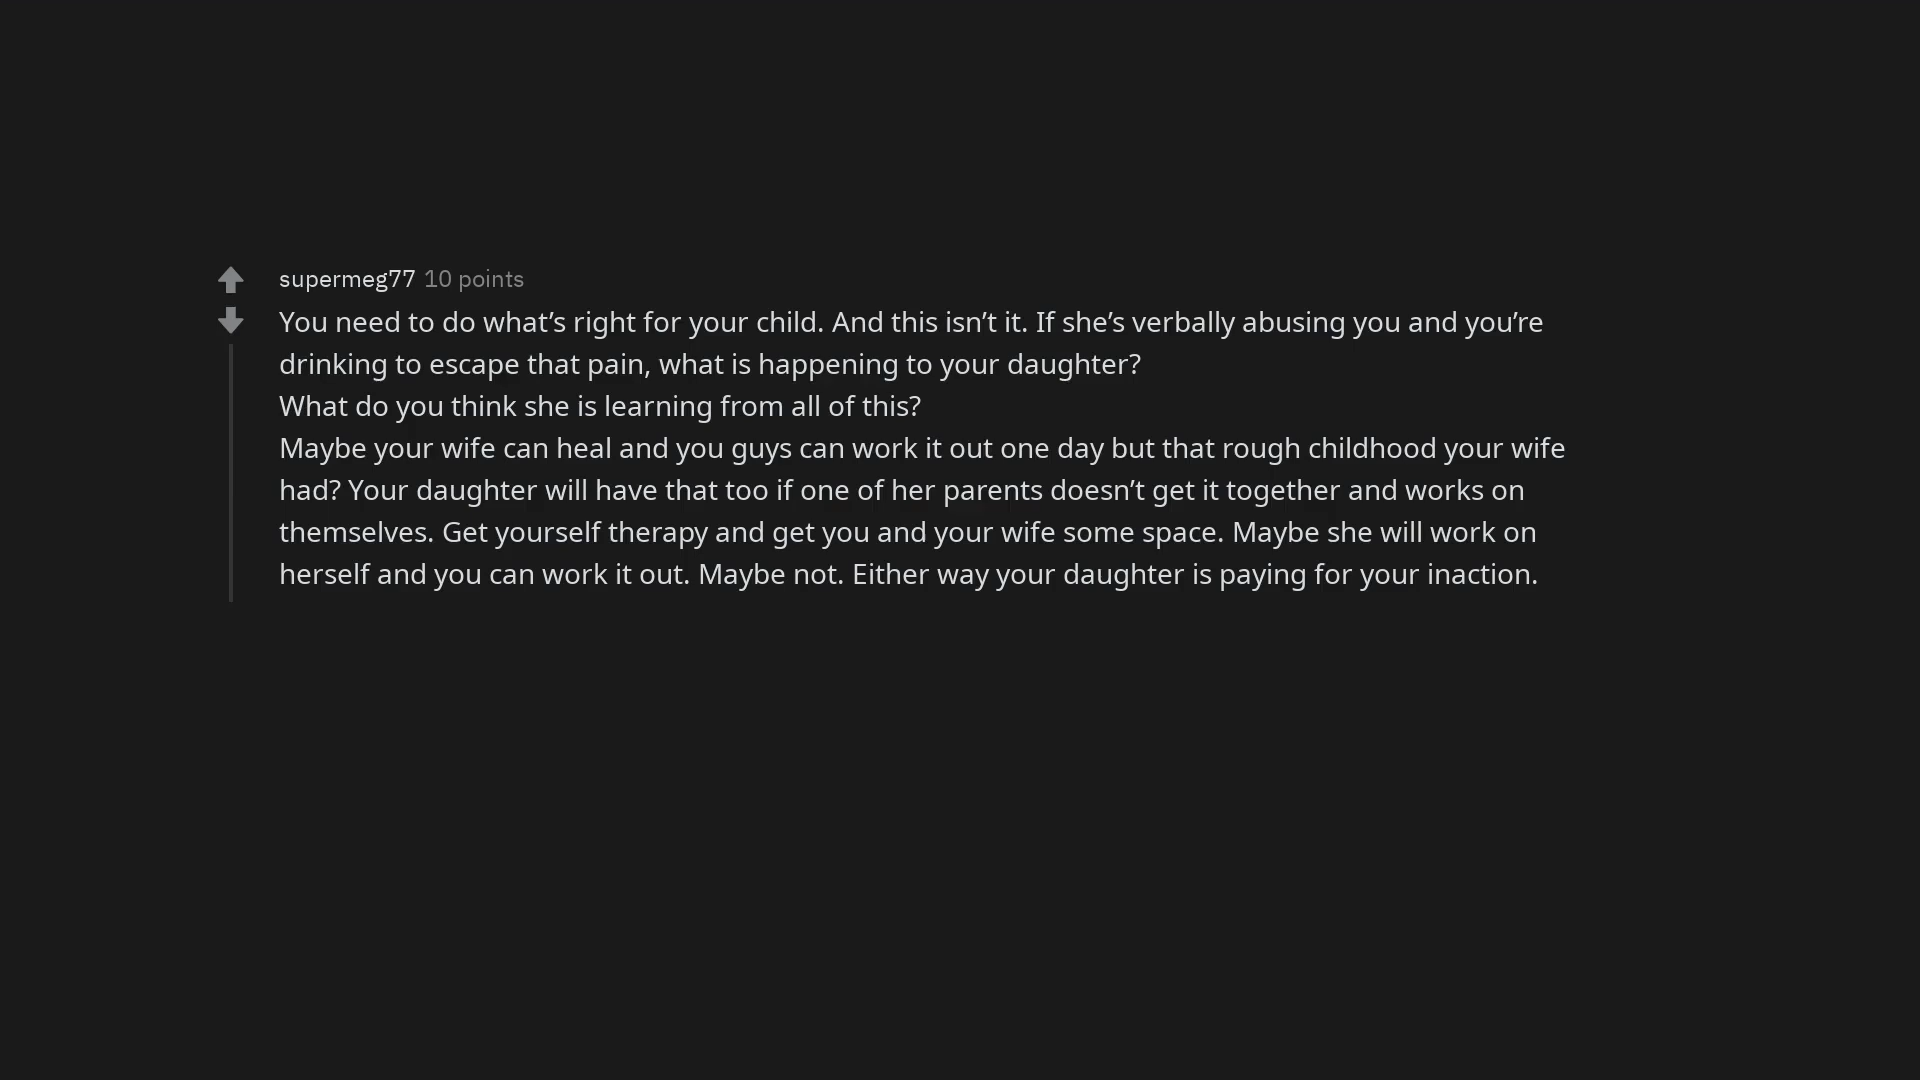 supermeg77 10 points
You need to do what’s right for your child. And this isn’t it. If she’s verbally abusing you and you’re
drinking to escape that pain, what is happening to your daughter?
What do you think she is learning from all of this?
Maybe your wife can heal and you guys can work it out one day but that rough childhood your wife
had? Your daughter will have that too if one of her parents doesn’t get it together and works on
themselves. Get yourself therapy and get you and your wife some space. Maybe she will work on
herself and you can work it out. Maybe not. Either way your daughter is paying for your inaction.